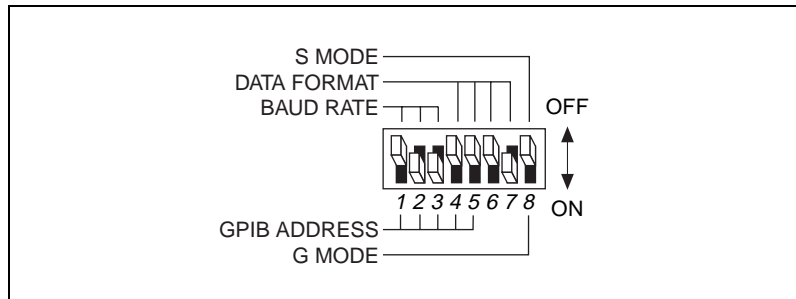 S MODE
DATA FORMAT
BAUD RATE
OFF
1 2 3 4 5 6 7 8
ON
GPIB ADDRESS
G MODE